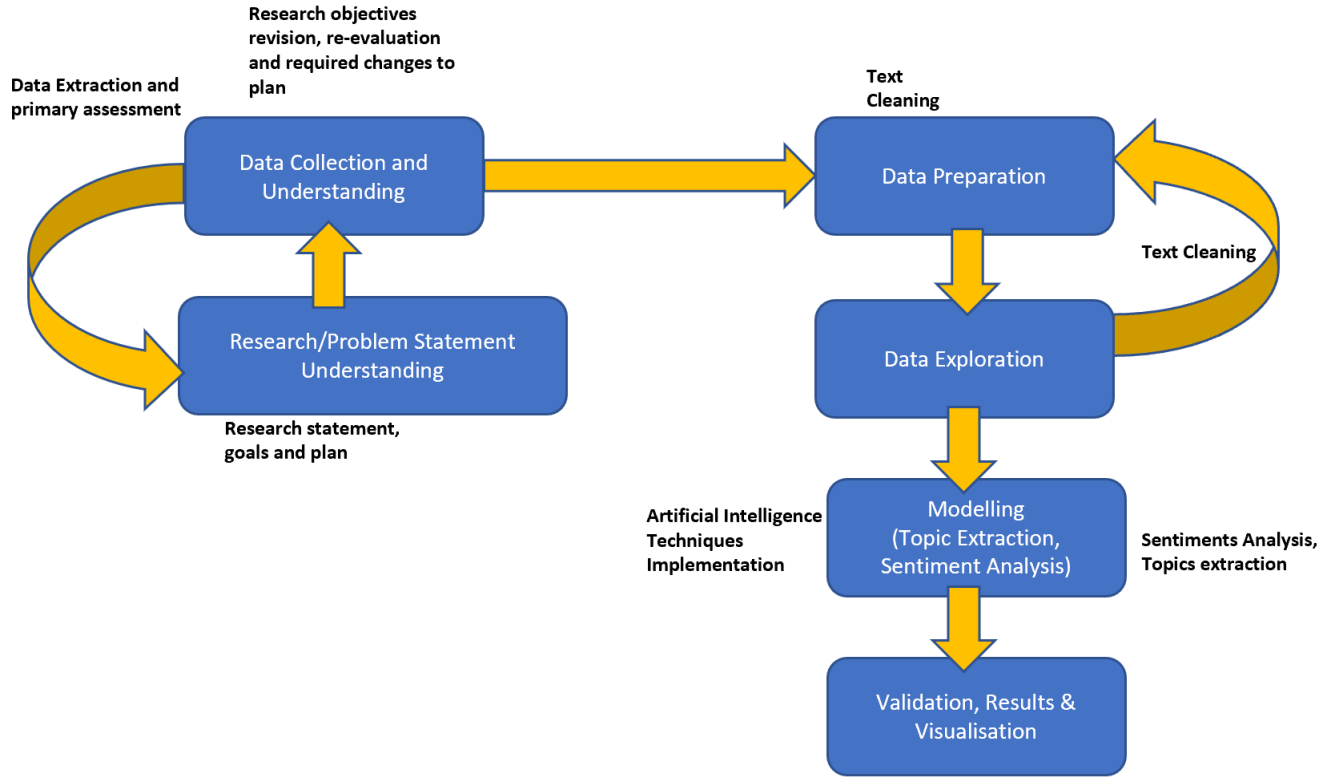 Research objectives
revision, re-evaluation
and required changes to
plan
Data Extraction and
primary assessment
Data Collection and
Understanding
Research/Problem Statement
Understanding
Research statement,
goals and plan
Text
Cleaning
Data Preparation
Text Cleaning
Data Exploration
Artificial Intelligence
Techniques
Implementation
Modelling
(Topic Extraction,
Sentiment Analysis)
Sentiments Analysis,
Topics extraction
Validation, Results &
Visualisation